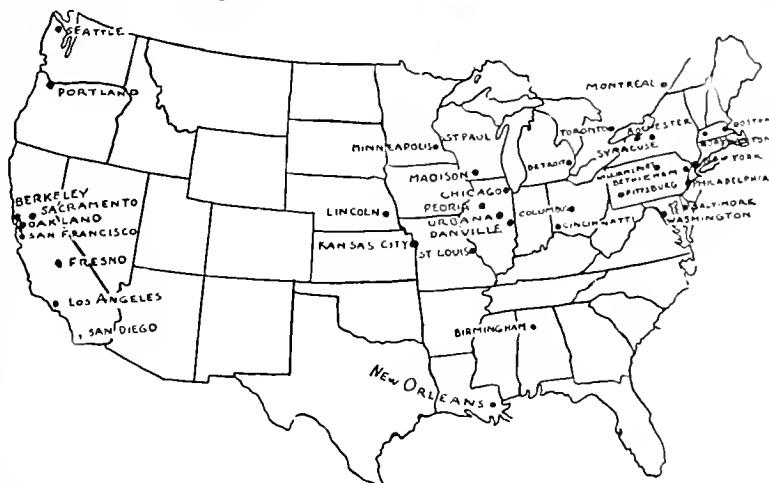 SEATTLE
PORTLAND
MONTREAL
MINNEAPOLIS
ST PAUL
TORONTO
ROCHESTER
SYRACUSE
BOSTON
DETROIT
MADISON
NEW YORK
CHICAGO
BETHLEHEM
PITTSBURG
PHILADELPHIA
BERKELEY
SACRAMENTO
OAKLAND
SAN FRANCISCO
PEORIA
LINCOLN
URBANA
COLUMBUS
BALTIMORE
WASHINGTON
DANVILLE
CINCINNATI
KANSAS CITY
ST LOUIS
FRESNO
LOS ANGELES
SAN DIEGO
BIRMINGHAM
NEW ORLEANS